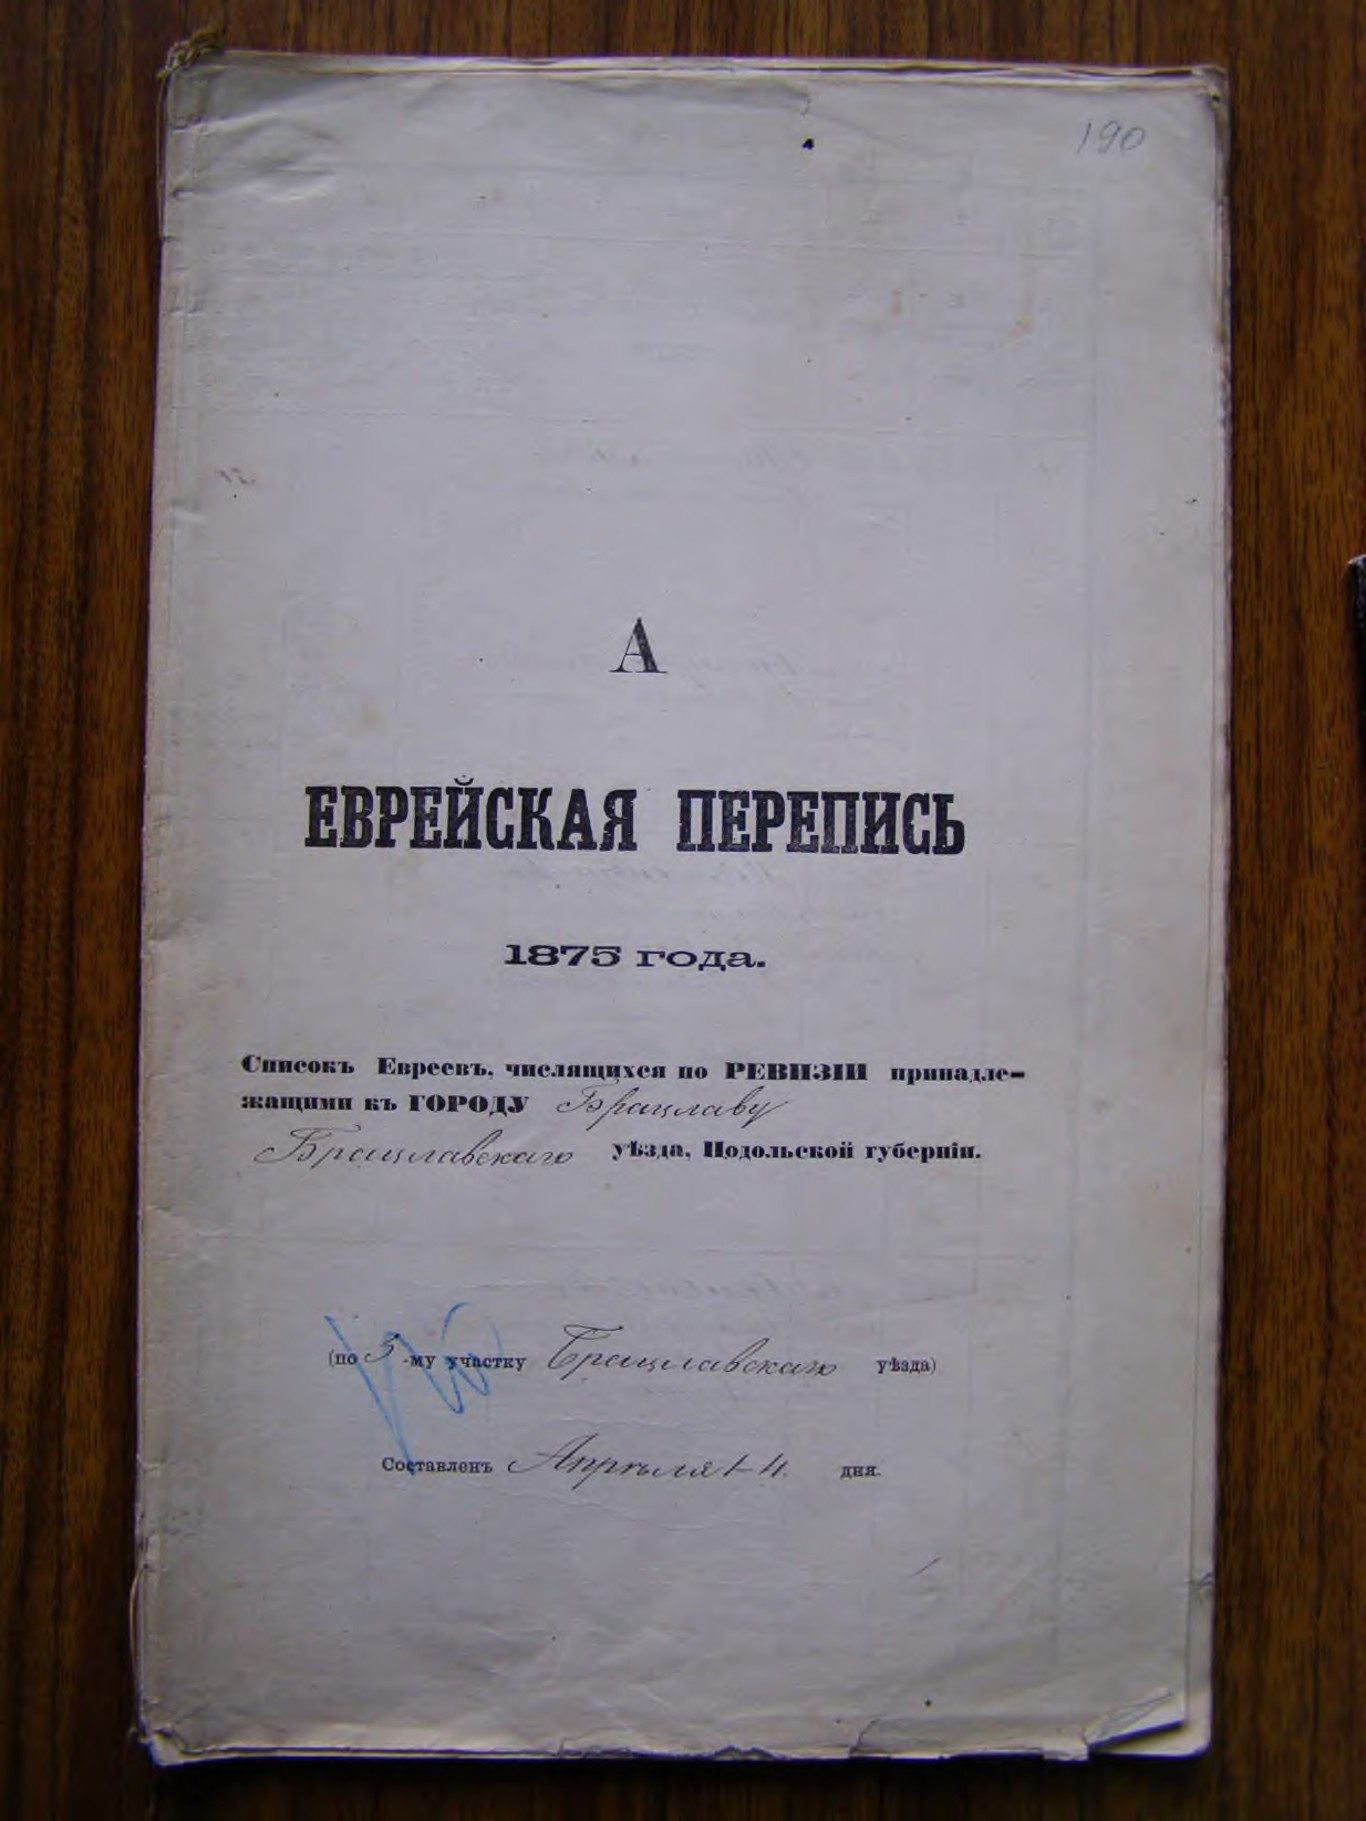 190
А
ЕВРЕЙСКАЯ ПЕРЕПИСЬ
1875 года.
Списокъ Евреевъ, числящихся по РЕВИЗІИ принадле-
жащими къ ГОРОДУ Брацлаву
Брацлавскаго уѣзда, Подольской губерніи.
(по 3-му участку Брацлавскаго уѣзда)
Составленъ Апрѣля дня.